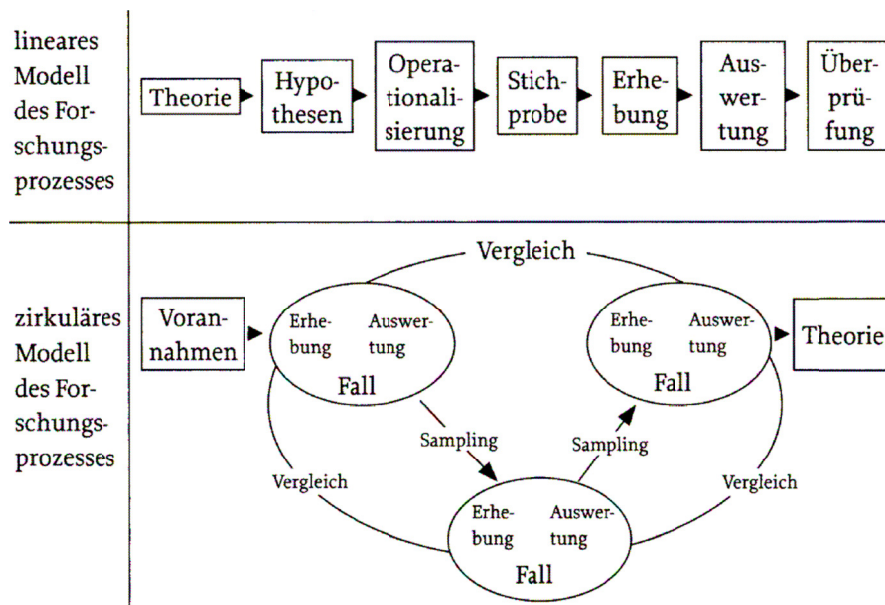 lineares
Modell
des For-
schungs-
prozesses
Theorie
Hypo-
thesen
Opera-
tionali-
sierung
Stich-
probe
Erhe-
bung
Aus-
wer-
tung
Über-
prü-
fung
zirkuläres
Modell
des For-
schungs-
prozesses
Voran-
nahmen
Vergleich
Erhe-
bung
Auswer-
tung
Fall
Erhe-
bung
Auswer-
tung
Fall
Theorie
Sampling
Sampling
Vergleich
Vergleich
Erhe-
bung
Auswer-
tung
Fall